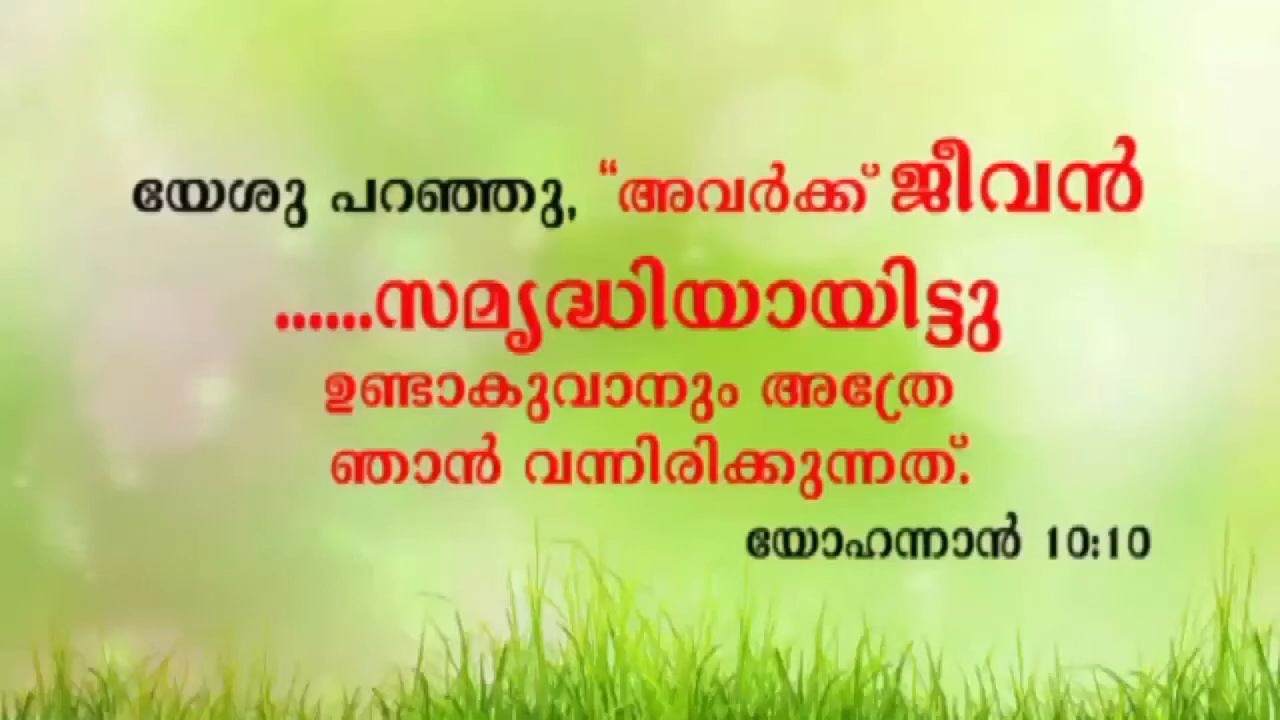 യേശു പറഞ്ഞു, “അവർക്ക് ജീവൻ
......സമൃദ്ധിയായിട്ടു
ഉണ്ടാകുവാനും അത്രേ
ഞാൻ വന്നിരിക്കുന്നത്.
യോഹന്നാൻ 10:10